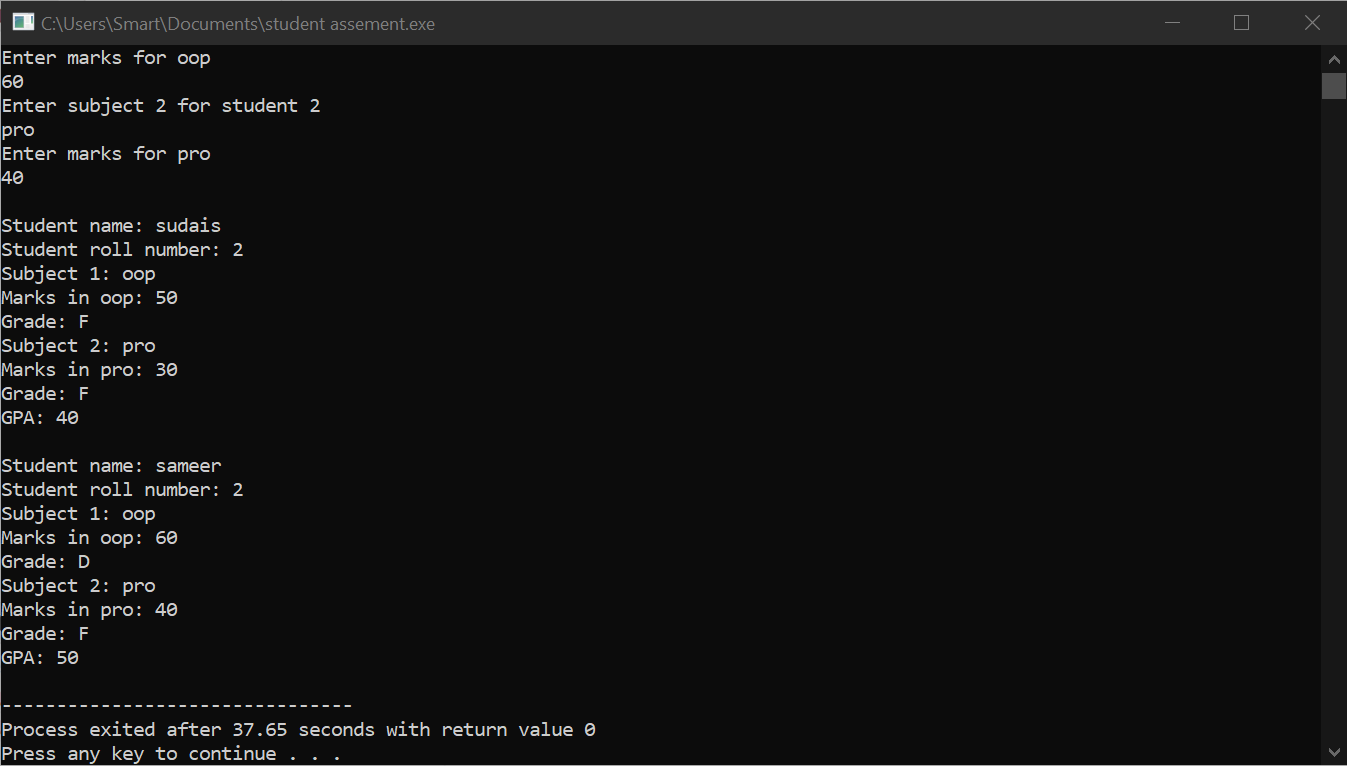 C:\Users\Smart\Documents\student assement.exe
Enter marks for oop
60
Enter subject 2 for student 2
pro
Enter marks for pro
40
Student name: sudais
Student roll number: 2
Subject 1: oop
Marks in oop: 50
Grade: F
Subject 2: pro
Marks in pro: 30
Grade: F
GPA: 40
Student name: sameer
Student roll number: 2
Subject 1: oop
Marks in oop: 60
Grade: D
Subject 2: pro
Marks in pro: 40
Grade: F
GPA: 50
--------------------------------
Process exited after 37.65 seconds with return value 0
Press any key to continue . . .